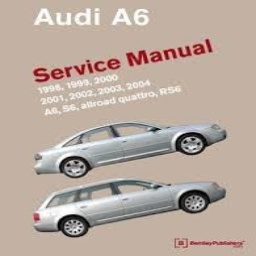 Audi A6
Service Manual
1998, 1999, 2000
2001, 2002, 2003, 2004
A6, S6, allroad quattro, RS6
BentleyPublishers